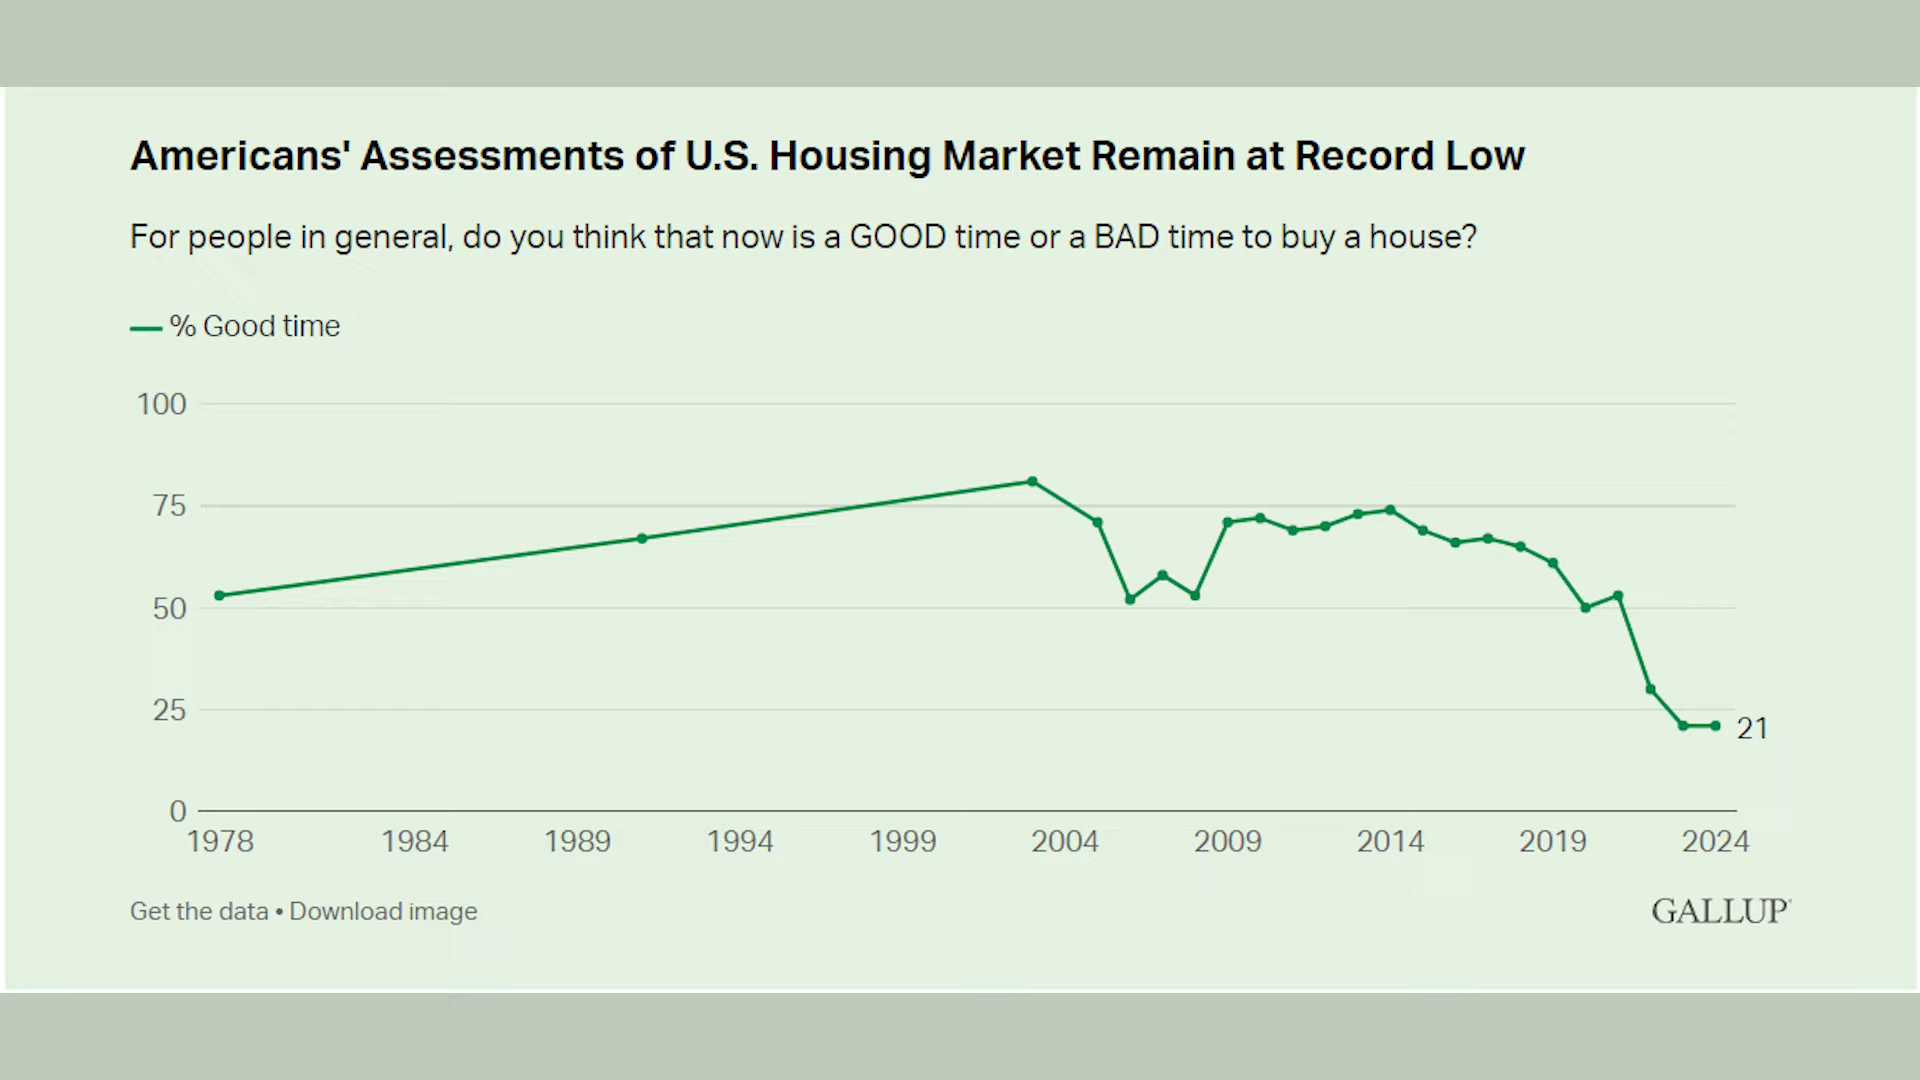 Americans' Assessments of U.S. Housing Market Remain at Record Low
For people in general, do you think that now is a GOOD time or a BAD time to buy a house?
% Good time
100
75
50
25
21
0
1978 1984 1989 1994 1999 2004 2009 2014 2019 2024
Get the data • Download image
GALLUP